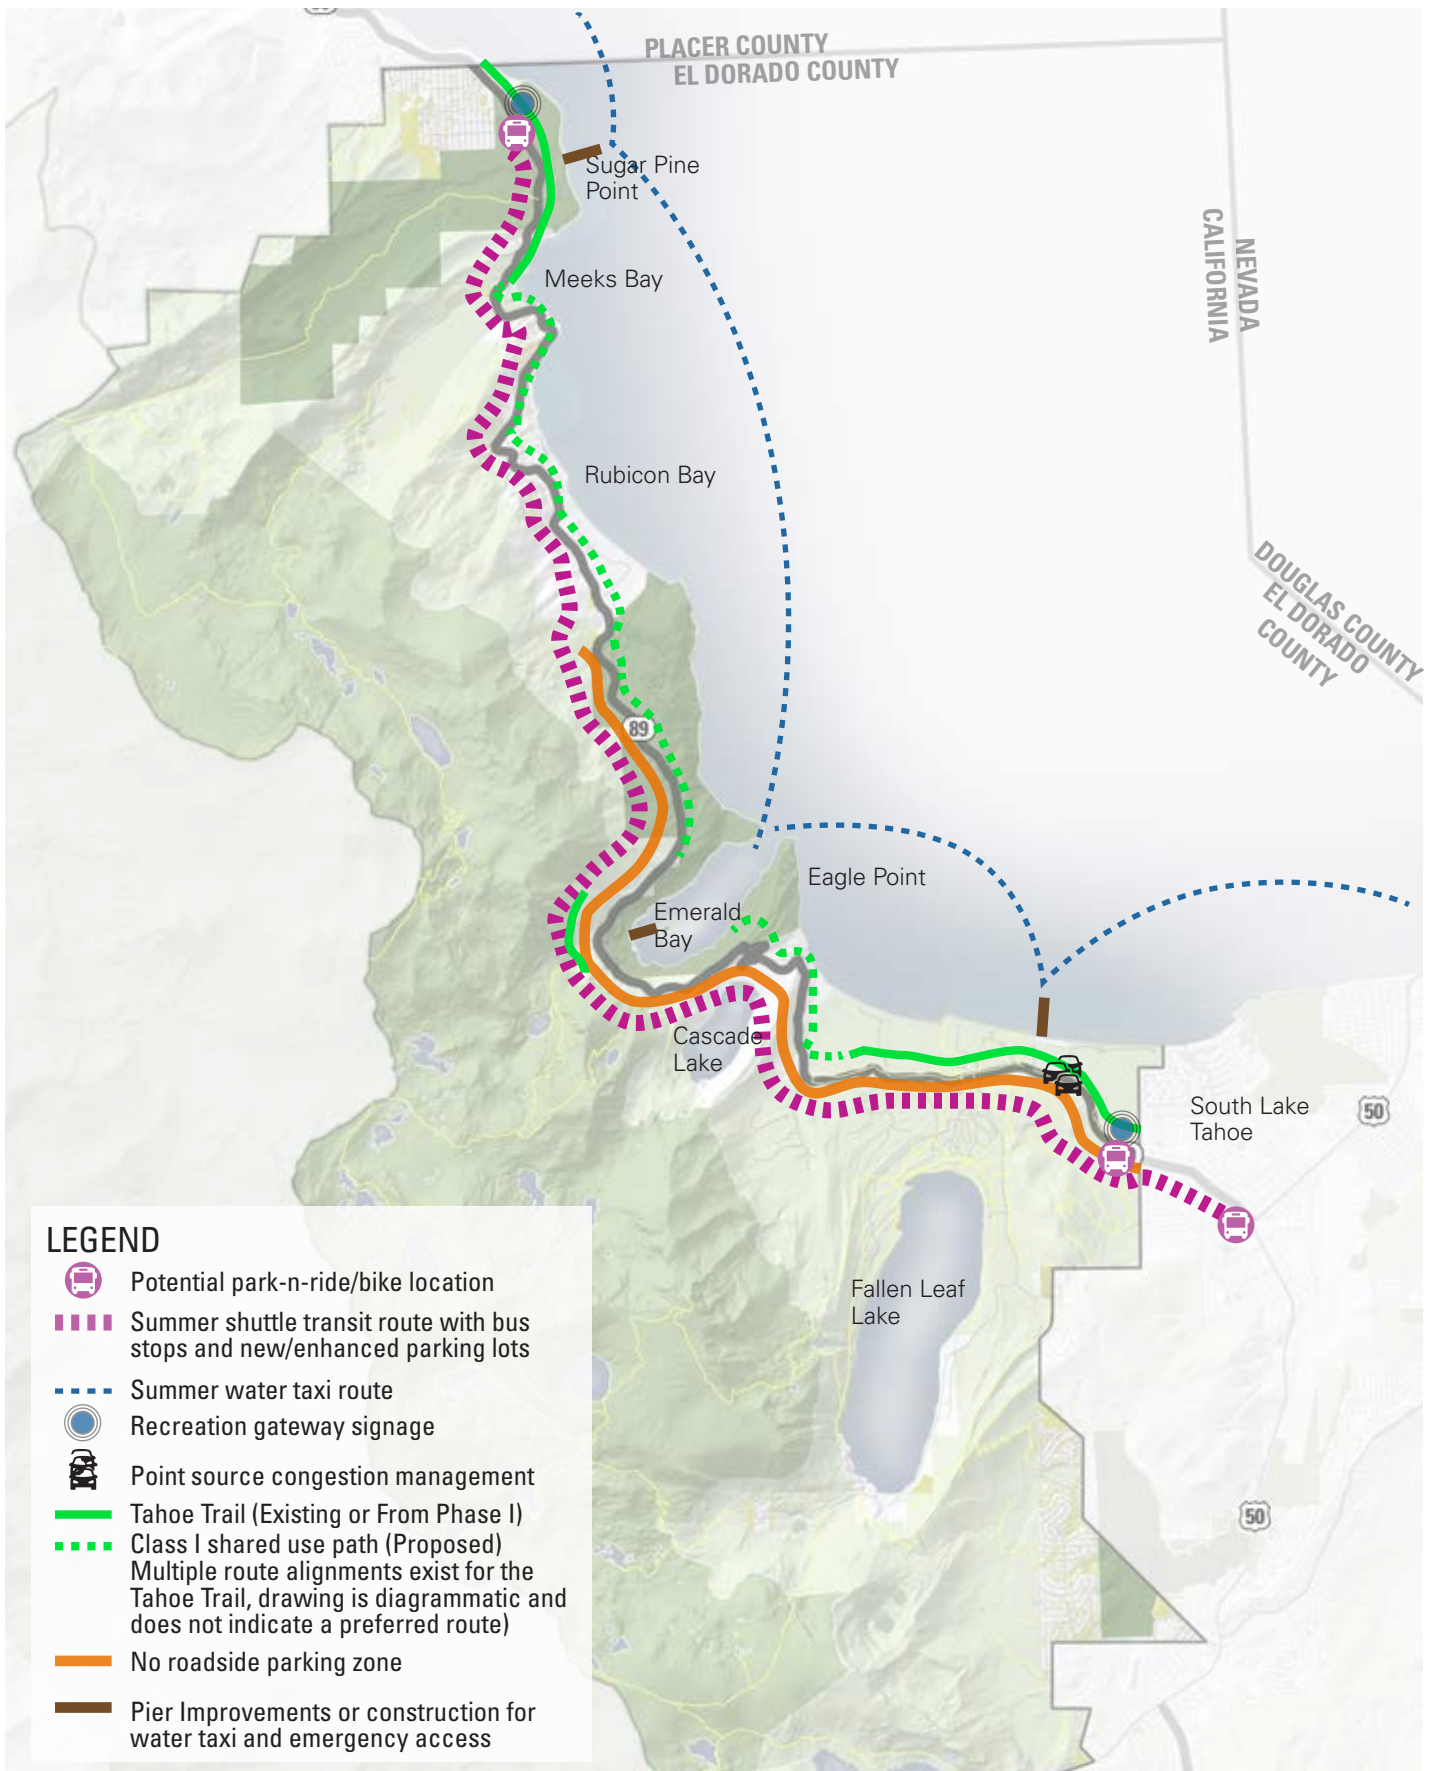 PLACER COUNTY
EL DORADO COUNTY
Sugar Pine
Point
NEVADA
CALIFORNIA
Meeks Bay
Rubicon Bay
DOUGLAS COUNTY
EL DORADO
COUNTY
89
Eagle Point
Emerald
Bay
Cascade
Lake
South Lake
Tahoe
50
Fallen Leaf
Lake
50
LEGEND
Potential park-n-ride/bike location
Summer shuttle transit route with bus
stops and new/enhanced parking lots
Summer water taxi route
Recreation gateway signage
Point source congestion management
Tahoe Trail (Existing or From Phase I)
Class I shared use path (Proposed)
Multiple route alignments exist for the
Tahoe Trail, drawing is diagrammatic and
does not indicate a preferred route)
No roadside parking zone
Pier Improvements or construction for
water taxi and emergency access